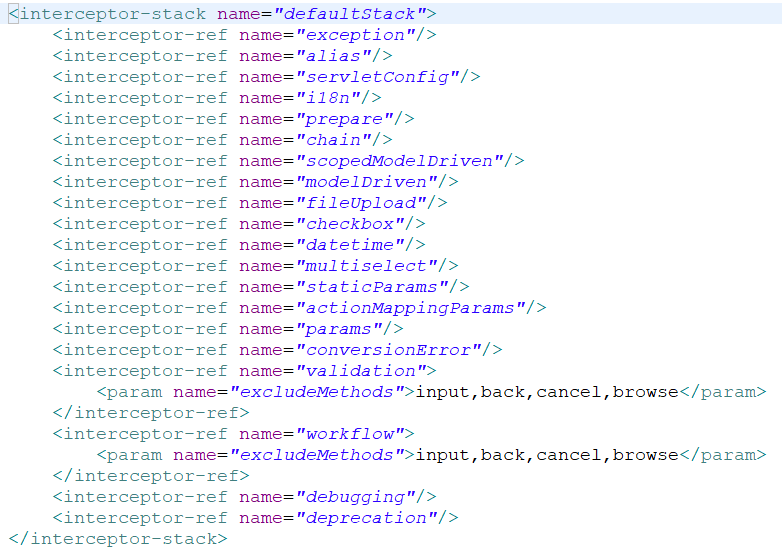 <interceptor-stack name="defaultStack">
<interceptor-ref name="exception"/>
<interceptor-ref name="alias"/>
<interceptor-ref name="servletConfig"/>
<interceptor-ref name="i18n"/>
<interceptor-ref name="prepare"/>
<interceptor-ref name="chain"/>
<interceptor-ref name="scopedModelDriven"/>
<interceptor-ref name="modelDriven"/>
<interceptor-ref name="fileUpload"/>
<interceptor-ref name="checkbox"/>
<interceptor-ref name="datetime"/>
<interceptor-ref name="multiselect"/>
<interceptor-ref name="staticParams"/>
<interceptor-ref name="actionMappingParams"/>
<interceptor-ref name="params"/>
<interceptor-ref name="conversionError"/>
<interceptor-ref name="validation">
<param name="excludeMethods">input,back,cancel,browse</param>
</interceptor-ref>
<interceptor-ref name="workflow">
<param name="excludeMethods">input,back,cancel,browse</param>
</interceptor-ref>
<interceptor-ref name="debugging"/>
<interceptor-ref name="deprecation"/>
</interceptor-stack>